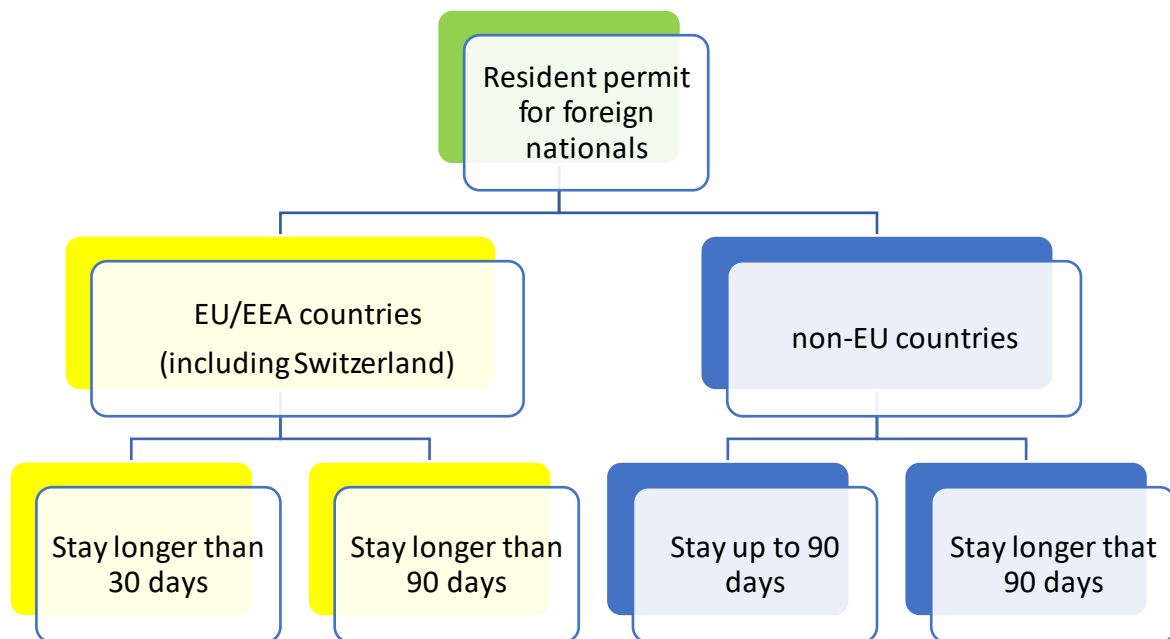 Resident permit
for foreign
nationals
EU/EEA countries
(including Switzerland)
non-EU countries
Stay longer than
30 days
Stay longer than
90 days
Stay up to 90
days
Stay longer that
90 days